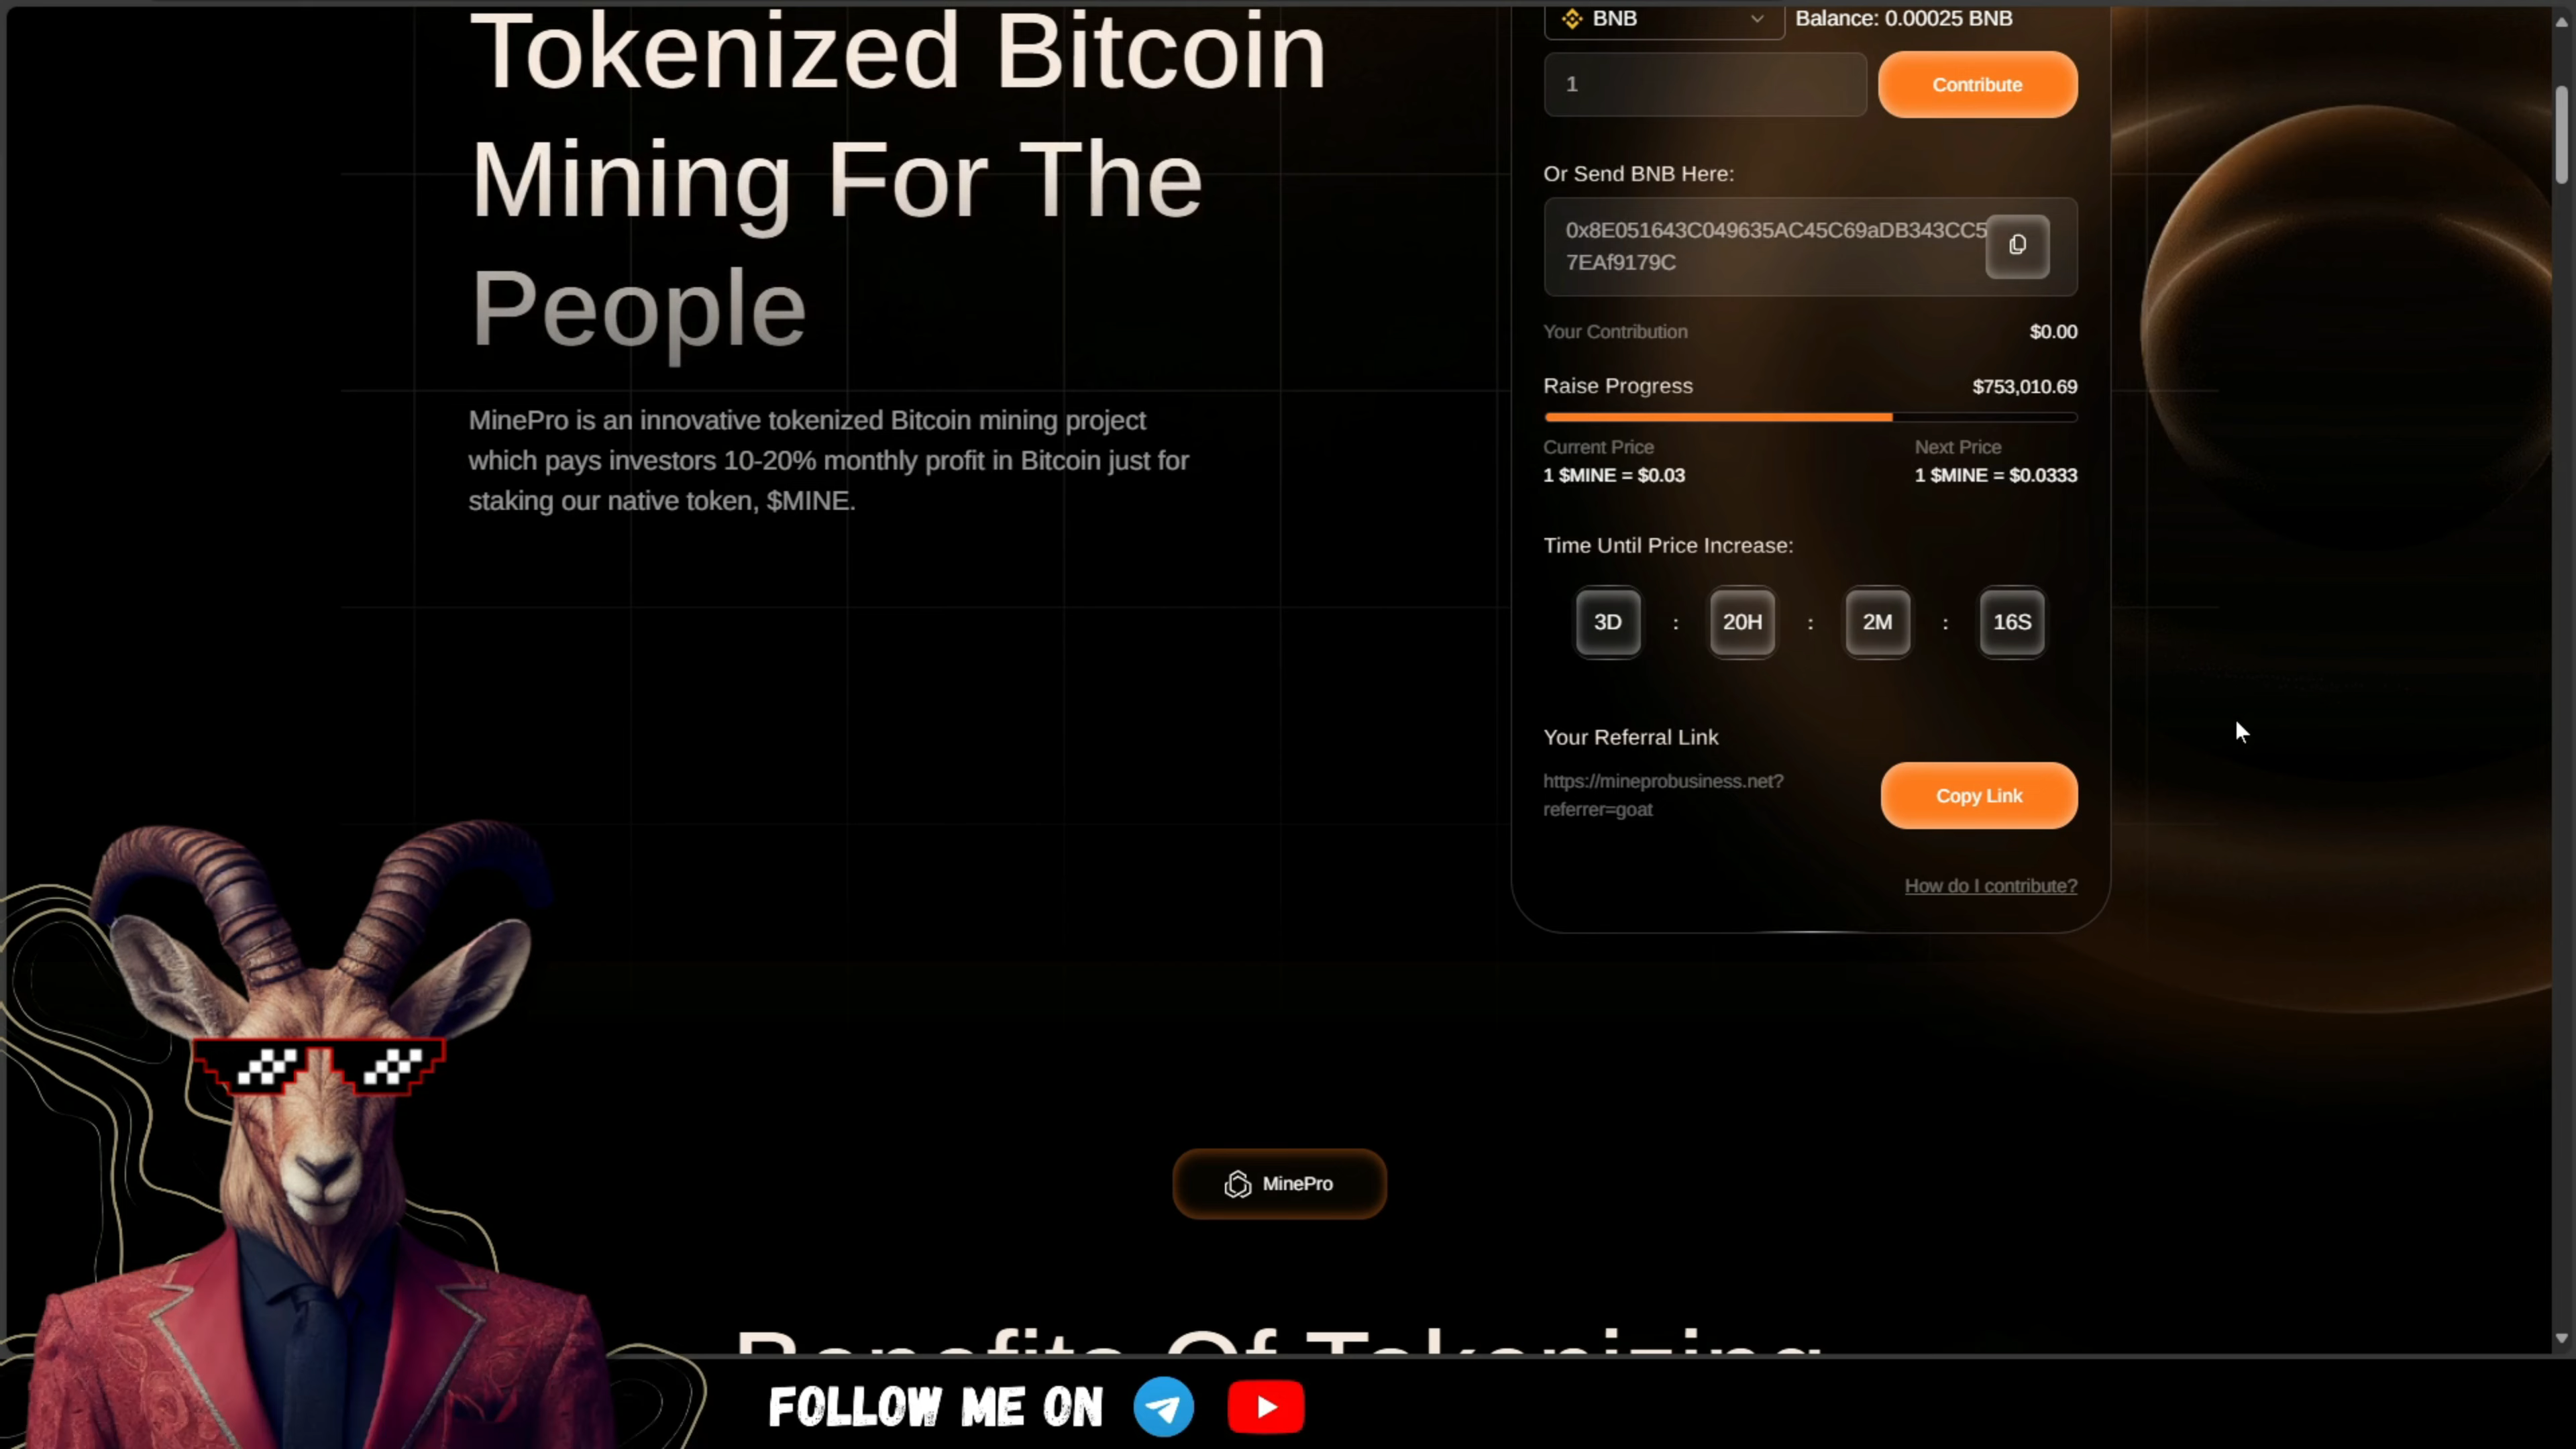 Tokenized Bitcoin
Mining For The
People
MinePro is an innovative tokenized Bitcoin mining project
which pays investors 10-20% monthly profit in Bitcoin just for
staking our native token, $MINE.
BNB
Balance: 0.00025 BNB
1
Contribute
Or Send BNB Here:
0x8E051643C049635AC45C69aDB343CC5
7EAf9179C
Your Contribution
$0.00
Raise Progress
$753,010.69
Current Price
Next Price
1 $MINE = $0.03
1 $MINE = $0.0333
Time Until Price Increase:
3D : 20H : 2M : 16S
Your Referral Link
https://mineprobusiness.net?
referrer=goat
Copy Link
How do I contribute?
MinePro
Benefits Of Tokenizing
FOLLOW ME ON